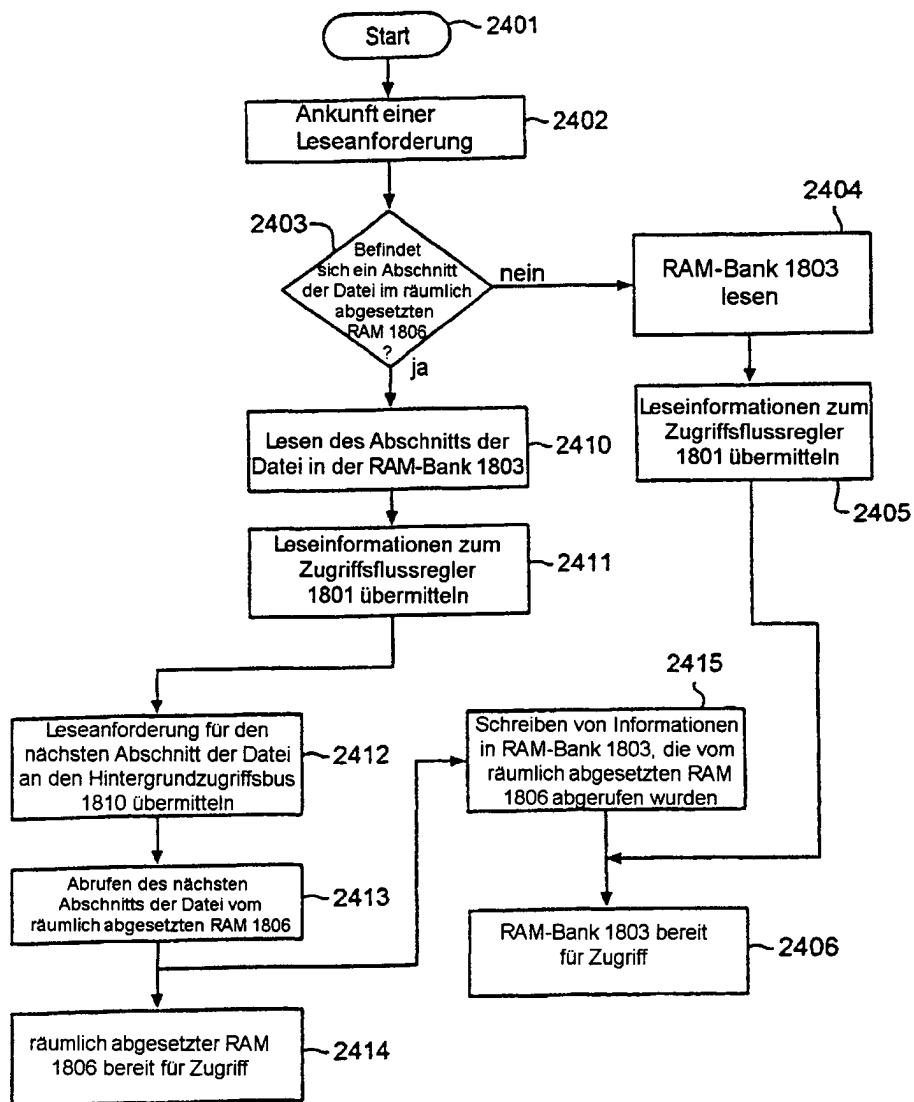 Start
2401
Ankunft einer
Leseanforderung
2402
2403
Befindet
sich ein Abschnitt
der Datei im räumlich
abgesetzten
RAM 1806
?
nein
ja
2404
RAM-Bank 1803
lesen
Leseinformationen zum
Zugriffsflussregler
1801 übermitteln
2405
Lesen des Abschnitts der
Datei in der RAM-Bank 1803
2410
Leseinformationen zum
Zugriffsflussregler
1801 übermitteln
2411
Leseanforderung für den
nächsten Abschnitt der Datei
an den Hintergrundzugriffsbus
1810 übermitteln
2412
Abrufen des nächsten
Abschnitts der Datei vom
räumlich abgesetzten RAM 1806
2413
räumlich abgesetzter RAM
1806 bereit für Zugriff
2414
2415
Schreiben von Informationen
in RAM-Bank 1803, die vom
räumlich abgesetzten RAM
1806 abgerufen wurden
RAM-Bank 1803 bereit
für Zugriff
2406